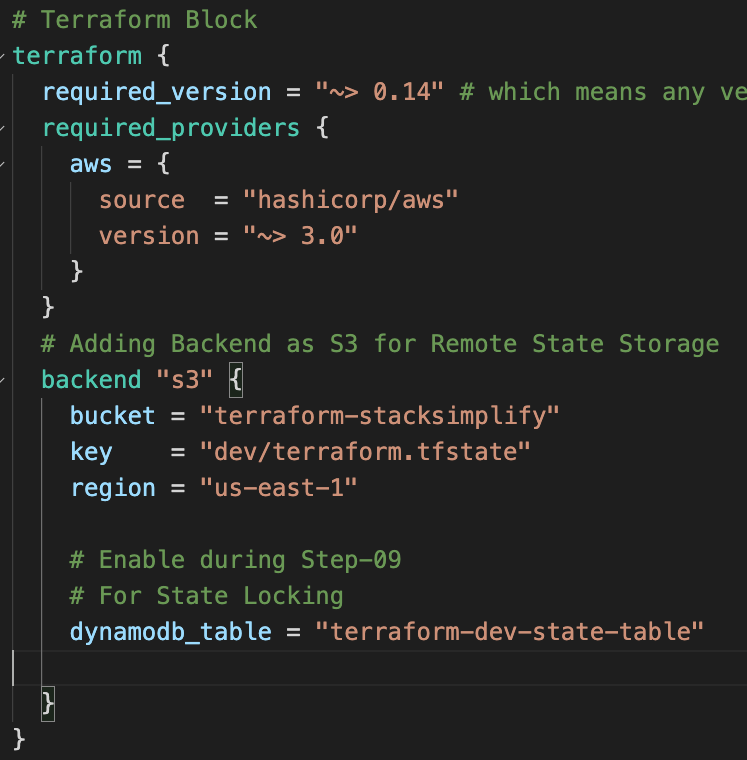 # Terraform Block
terraform {
  required_version = "~> 0.14" # which means any ve
  required_providers {
    aws = {
      source  = "hashicorp/aws"
      version = "~> 3.0"
    }
  }
  # Adding Backend as S3 for Remote State Storage
  backend "s3" {
    bucket = "terraform-stacksimplify"
    key    = "dev/terraform.tfstate"
    region = "us-east-1"

    # Enable during Step-09
    # For State Locking
    dynamodb_table = "terraform-dev-state-table"

  }
}